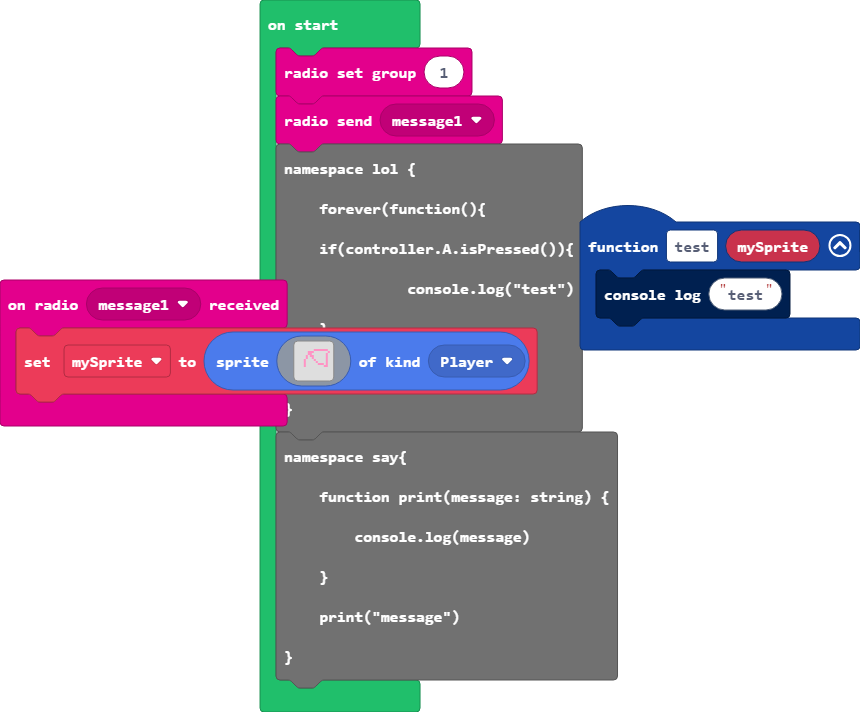 on start
radio set group 1
radio send message1
namespace lol {
forever(function(){
if(controller.A.isPressed()){
console.log("test")
}
namespace say{
function print(message: string) {
console.log(message)
}
print("message")
}
on radio message1 received
set mySprite to sprite of kind Player
function test mySprite
console log "test"